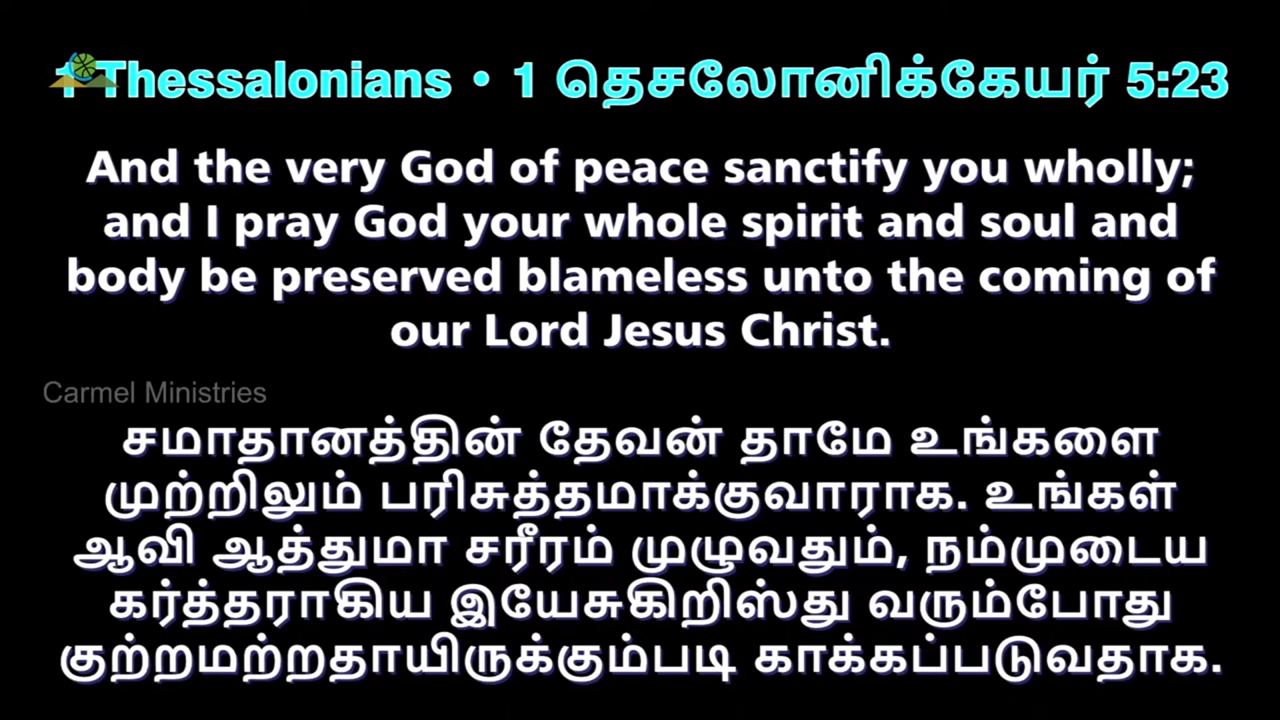 1 Thessalonians • 1 தெசலோனிக்கேயர் 5:23
And the very God of peace sanctify you wholly;
and I pray God your whole spirit and soul and
body be preserved blameless unto the coming of
our Lord Jesus Christ.
Carmel Ministries
சமாதானத்தின் தேவன் தாமே உங்களை
முற்றிலும் பரிசுத்தமாக்குவாராக. உங்கள்
ஆவி ஆத்துமா சரீரம் முழுவதும், நம்முடைய
கர்த்தராகிய இயேசுகிறிஸ்து வரும்போது
குற்றமற்றதாயிருக்கும்படி காக்கப்படுவதாக.